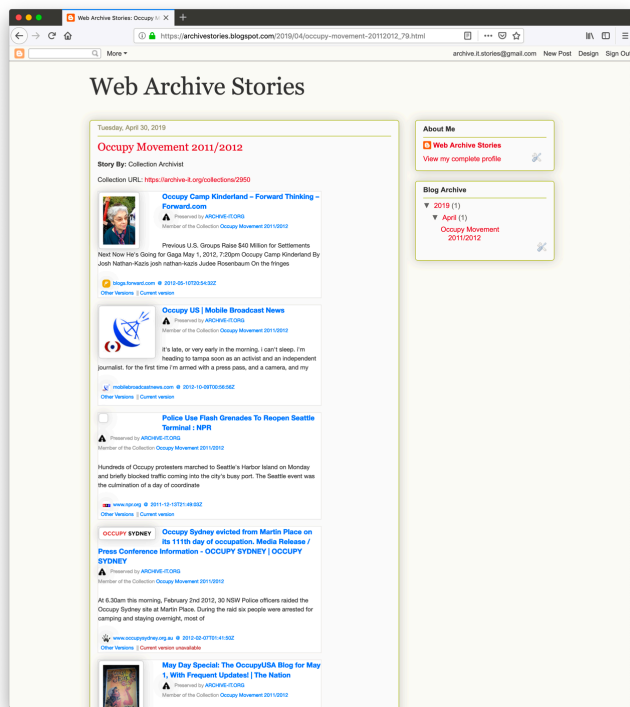 Web Archive Stories: Occupy M
https://archivestories.blogspot.com/2019/04/occupy-movement-20112012_79.html
More
archive.it.stories@gmail.com New Post Design Sign Out
Web Archive Stories
Tuesday, April 30, 2019
Occupy Movement 2011/2012
Story By: Content Archivist
Collection URL: https://archive-it.org/collections/2950
Occupy Camp Kinderland – Forward Thinking –
Forward.com
Preserved by ARCHIVE-IT.ORG
Member of the Collection Occupy Movement 2011/2012
Previous U.S. Groups Raise $40 Million for Settlements
Next Now He's Going for Gaga May 1, 2012, 7:20pm Occupy Camp Kinderland By
Josh Nathan-Kazis josh nathan-kazis Judee Rosenbaum On the fringes
blogs.forward.com @ 2012-05-10T20:54:32Z
Other Versions || Current version
Occupy US | Mobile Broadcast News
Preserved by ARCHIVE-IT.ORG
Member of the Collection Occupy Movement 2011/2012
it's late, or very early in the morning. i can't sleep. i'm
heading to tampa soon as an activist and an independent
journalist. for the first time i'm armed with a press pass, and a camera, and my
mobilebroadcastnews.com @ 2012-10-09T00:56:56Z
Other Versions || Current version
Police Use Flash Grenades To Reopen Seattle
Terminal : NPR
Preserved by ARCHIVE-IT.ORG
Member of the Collection Occupy Movement 2011/2012
Hundreds of Occupy protesters marched to Seattle's Harbor Island on Monday
and briefly blocked traffic coming into the city's busy port. The Seattle event was
the culmination of a day of coordinate
www.npr.org @ 2011-12-13T21:49:03Z
Other Versions || Current version
OCCUPY SYDNEY
Occupy Sydney evicted from Martin Place on
its 111th day of occupation. Media Release /
Press Conference Information - OCCUPY SYDNEY | OCCUPY
SYDNEY
Preserved by ARCHIVE-IT.ORG
Member of the Collection Occupy Movement 2011/2012
At 6.30am this morning, February 2nd 2012, 30 NSW Police officers raided the
Occupy Sydney site at Martin Place. During the raid six people were arrested for
camping and staying overnight, most of
www.occupysydney.org.au @ 2012-02-07T01:41:50Z
Other Versions || Current version unavailable
May Day Special: The OccupyUSA Blog for May
1, With Frequent Updates! | The Nation
Preserved by ARCHIVE-IT.ORG
Member of the Collection Occupy Movement 2011/2012
About Me
Web Archive Stories
View my complete profile
Blog Archive
▼ 2019 (1)
▼ April (1)
Occupy Movement
2011/2012